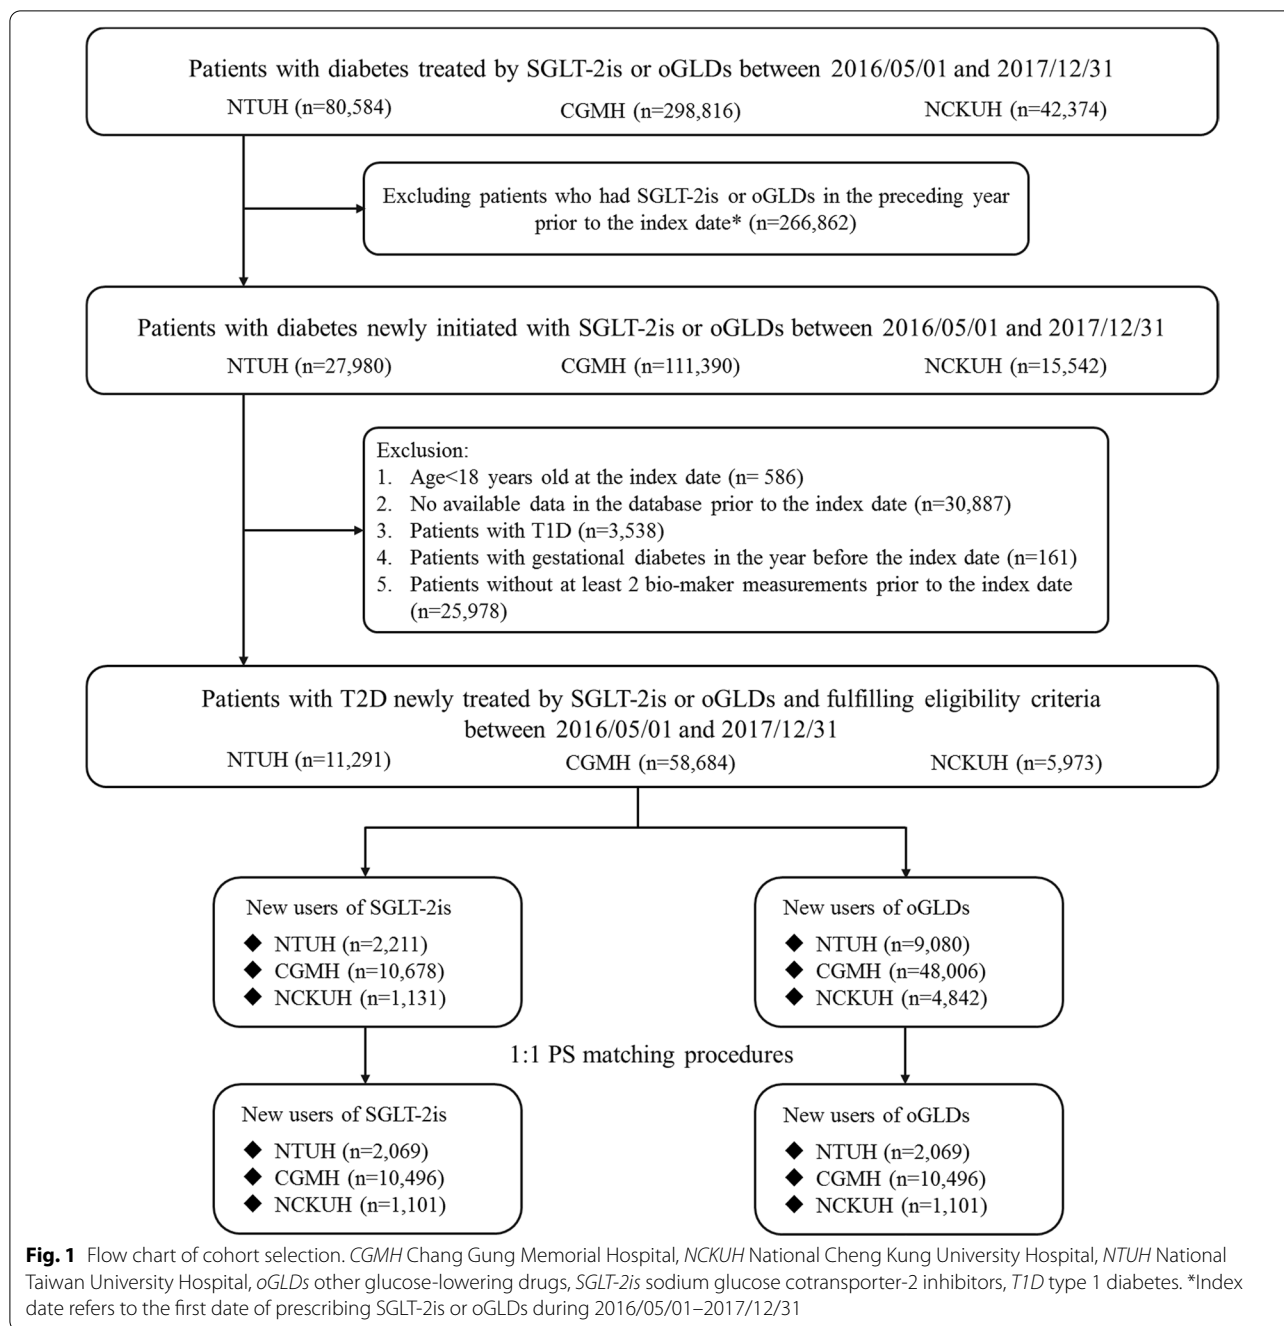 Patients with diabetes treated by SGLT-2is or oGLDs between 2016/05/01 and 2017/12/31
NTUH (n=80,584) CGMH (n=298,816) NCKUH (n=42,374)
Excluding patients who had SGLT-2is or oGLDs in the preceding year
prior to the index date* (n=266,862)
Patients with diabetes newly initiated with SGLT-2is or oGLDs between 2016/05/01 and 2017/12/31
NTUH (n=27,980) CGMH (n=111,390) NCKUH (n=15,542)
Exclusion:
1. Age<18 years old at the index date (n= 586)
2. No available data in the database prior to the index date (n=30,887)
3. Patients with T1D (n=3,538)
4. Patients with gestational diabetes in the year before the index date (n=161)
5. Patients without at least 2 bio-maker measurements prior to the index date
(n=25,978)
Patients with T2D newly treated by SGLT-2is or oGLDs and fulfilling eligibility criteria
between 2016/05/01 and 2017/12/31
NTUH (n=11,291) CGMH (n=58,684) NCKUH (n=5,973)
New users of SGLT-2is
◆ NTUH (n=2,211)
◆ CGMH (n=10,678)
◆ NCKUH (n=1,131)
New users of oGLDs
◆ NTUH (n=9,080)
◆ CGMH (n=48,006)
◆ NCKUH (n=4,842)
1:1 PS matching procedures
New users of SGLT-2is
◆ NTUH (n=2,069)
◆ CGMH (n=10,496)
◆ NCKUH (n=1,101)
New users of oGLDs
◆ NTUH (n=2,069)
◆ CGMH (n=10,496)
◆ NCKUH (n=1,101)
Fig. 1 Flow chart of cohort selection. CGMH Chang Gung Memorial Hospital, NCKUH National Cheng Kung University Hospital, NTUH National
Taiwan University Hospital, oGLDs other glucose-lowering drugs, SGLT-2is sodium glucose cotransporter-2 inhibitors, T1D type 1 diabetes. *Index
date refers to the first date of prescribing SGLT-2is or oGLDs during 2016/05/01–2017/12/31